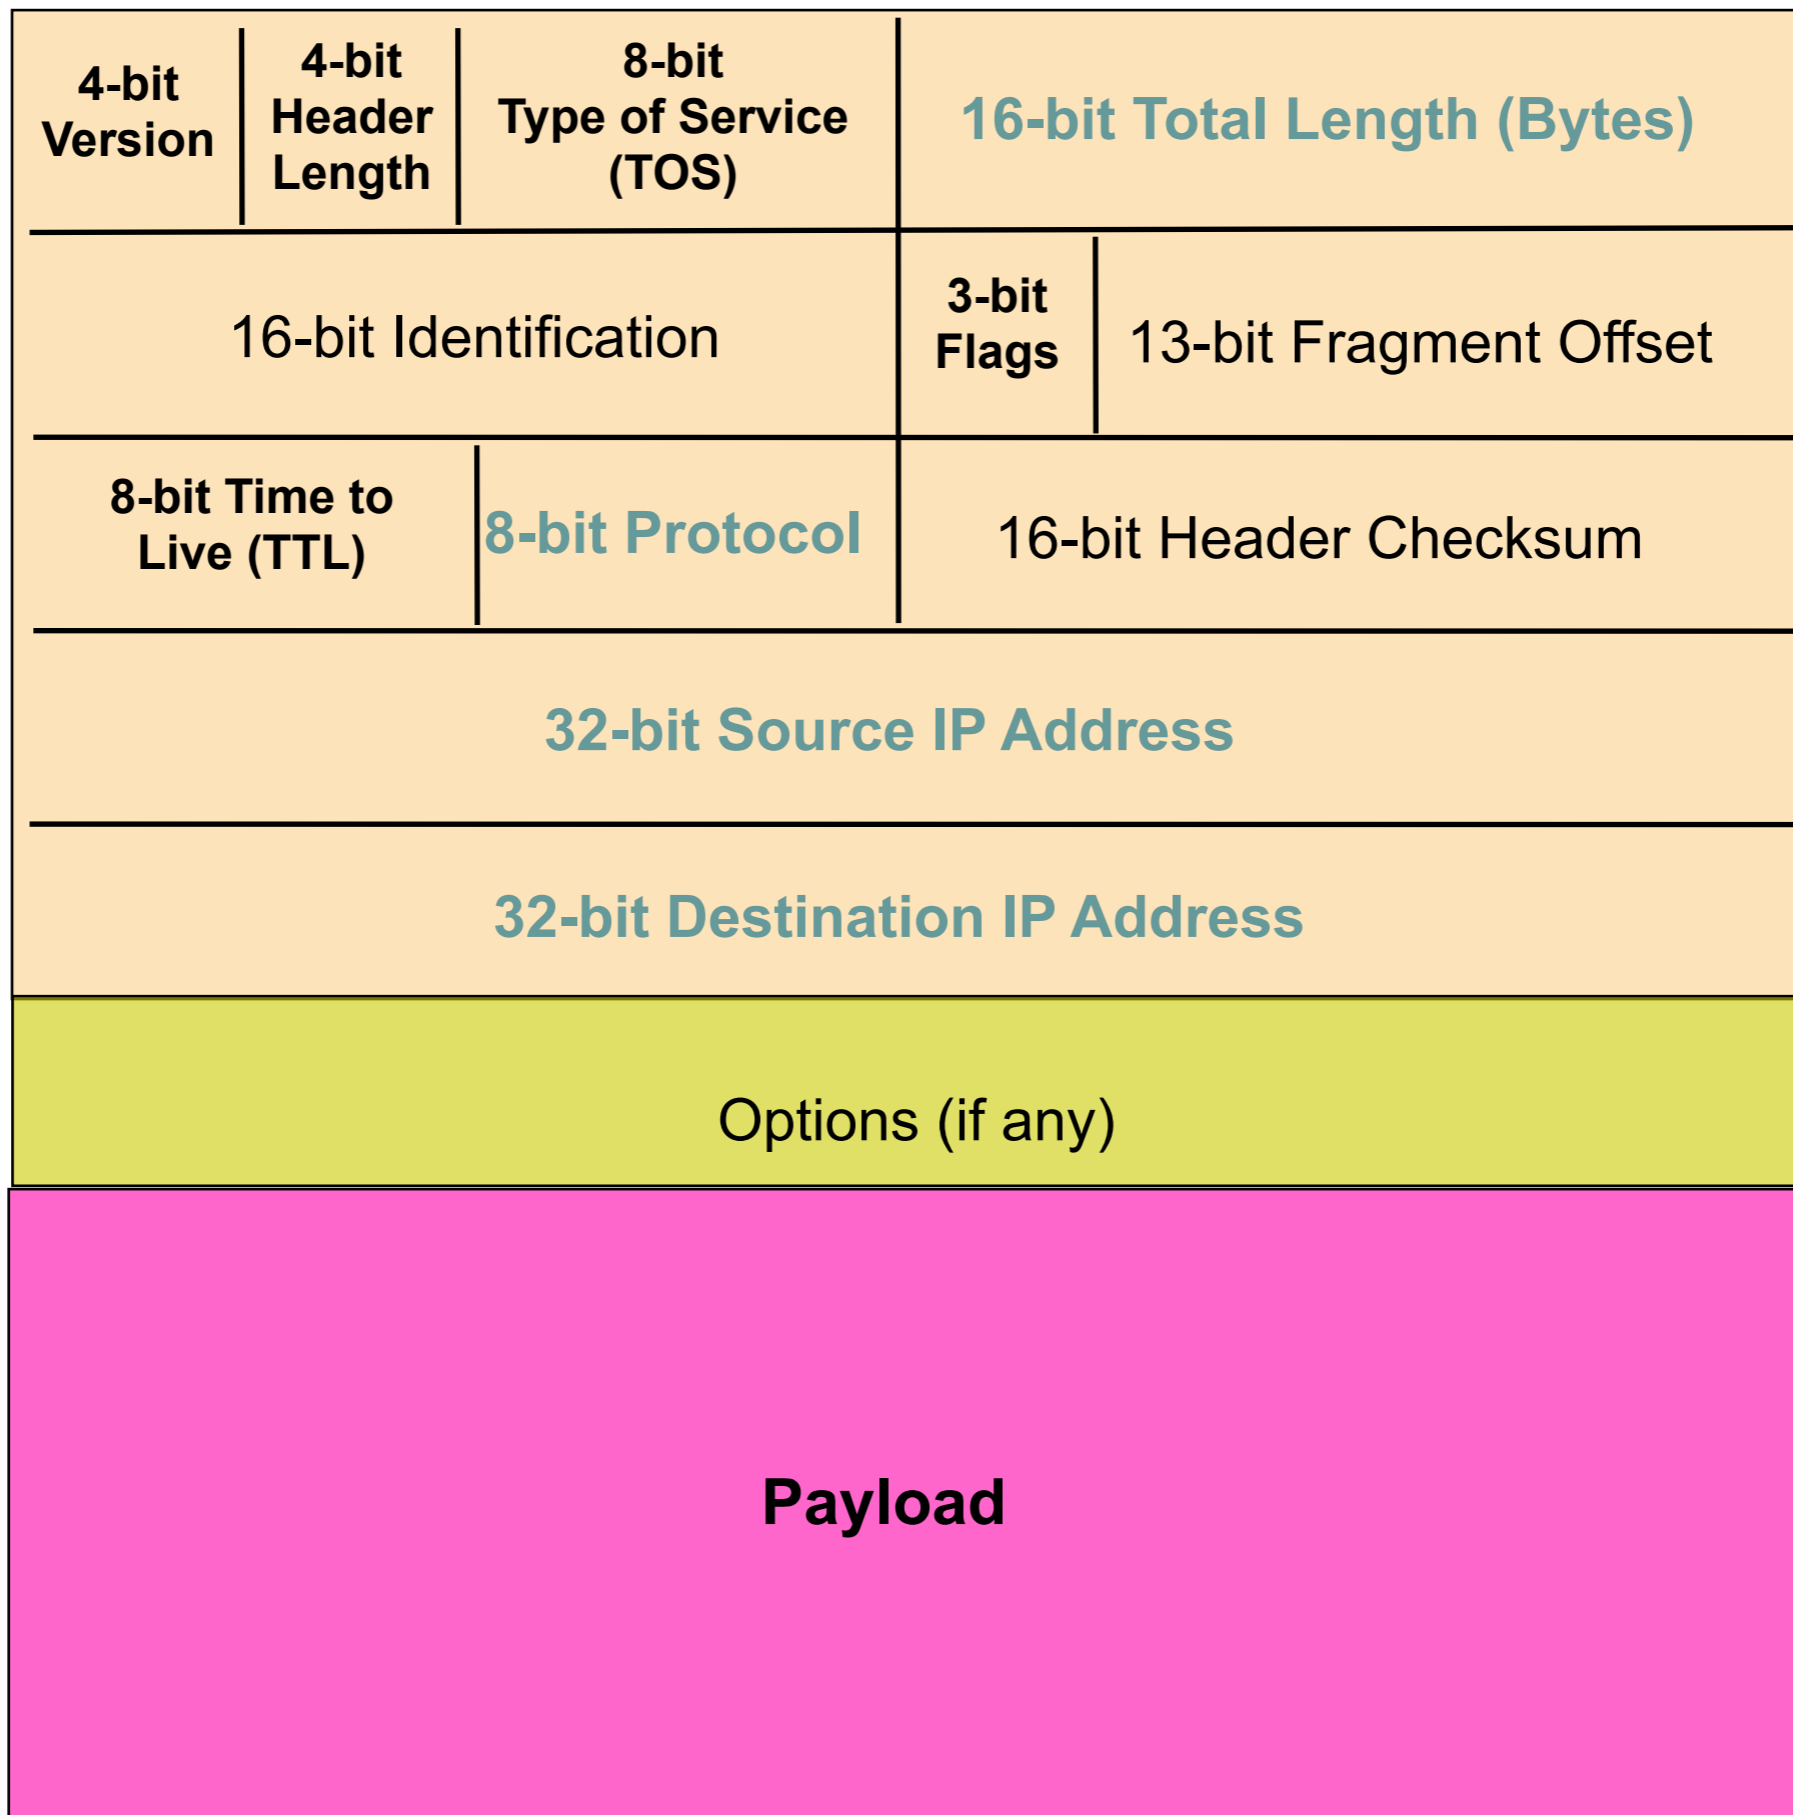 4-bit
Version
4-bit
Header
Length
8-bit
Type of Service
(TOS)
16-bit Total Length (Bytes)
16-bit Identification
3-bit
Flags
13-bit Fragment Offset
8-bit Time to
Live (TTL)
8-bit Protocol
16-bit Header Checksum
32-bit Source IP Address
32-bit Destination IP Address
Options (if any)
Payload